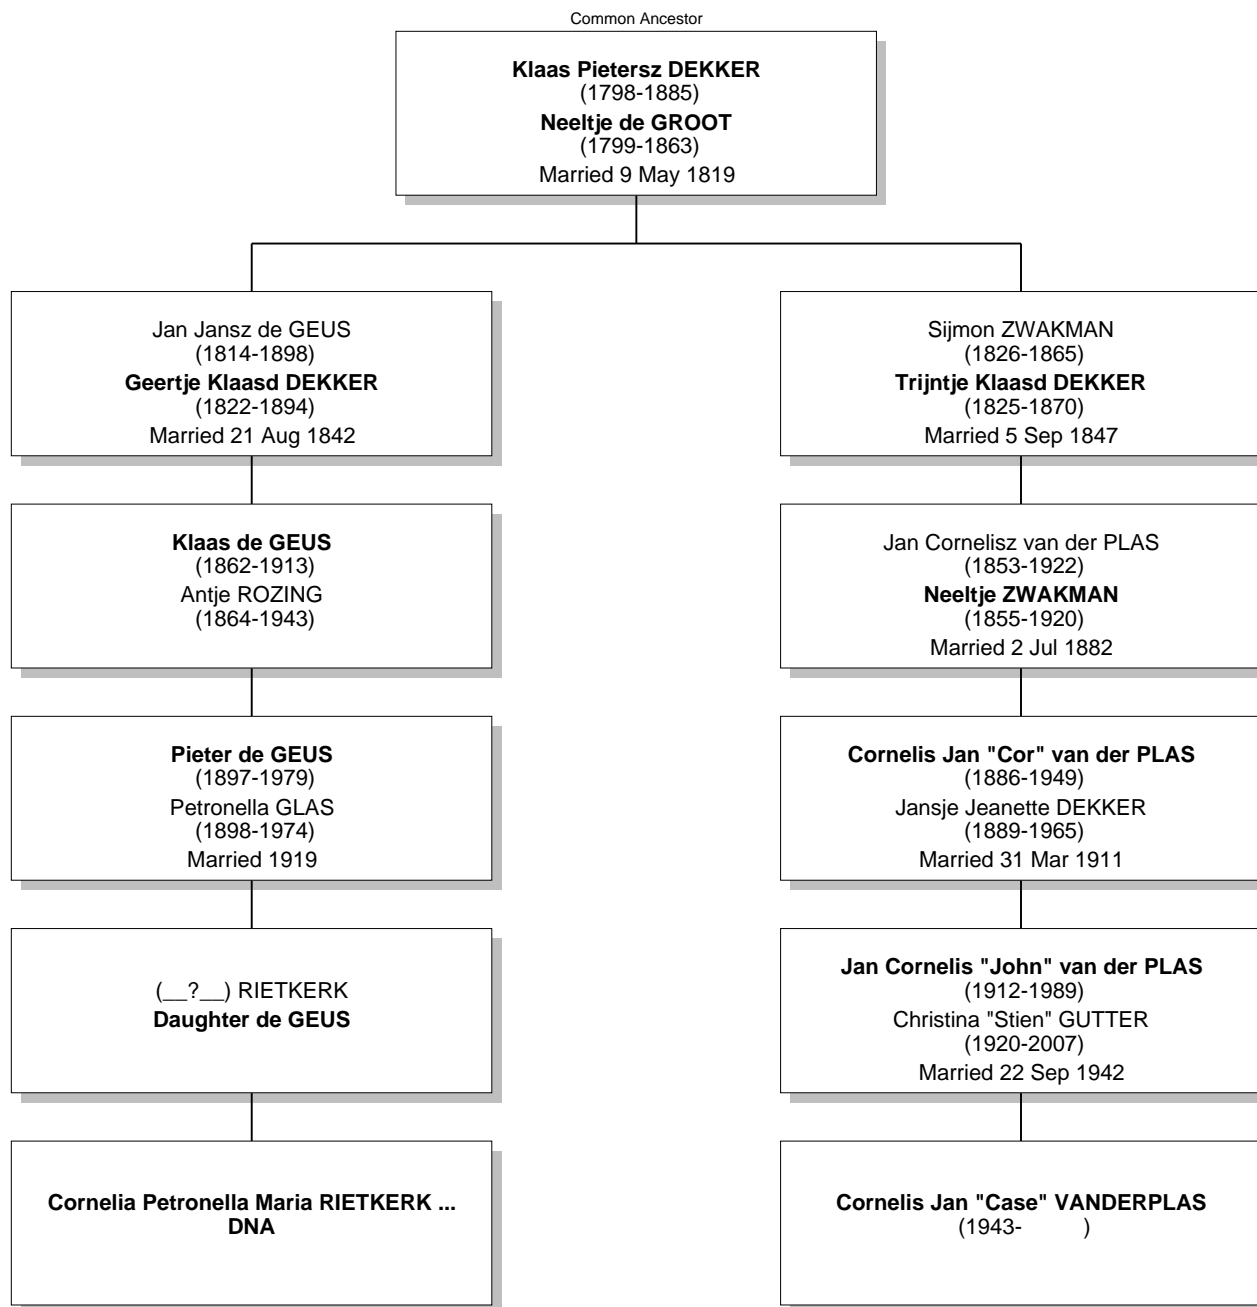 Common Ancestor
Klaas Pietersz DEKKER
(1798-1885)
Neeltje de GROOT
(1799-1863)
Married 9 May 1819
Jan Jansz de GEUS
(1814-1898)
Geertje Klaasd DEKKER
(1822-1894)
Married 21 Aug 1842
Sijmon ZWAKMAN
(1826-1865)
Trijntje Klaasd DEKKER
(1825-1870)
Married 5 Sep 1847
Klaas de GEUS
(1862-1913)
Antje ROZING
(1864-1943)
Jan Cornelisz van der PLAS
(1853-1922)
Neeltje ZWAKMAN
(1855-1920)
Married 2 Jul 1882
Pieter de GEUS
(1897-1979)
Petronella GLAS
(1898-1974)
Married 1919
Cornelis Jan "Cor" van der PLAS
(1886-1949)
Jansje Jeanette DEKKER
(1889-1965)
Married 31 Mar 1911
(__?__) RIETKERK
Daughter de GEUS
Jan Cornelis "John" van der PLAS
(1912-1989)
Christina "Stien" GUTTER
(1920-2007)
Married 22 Sep 1942
Cornelia Petronella Maria RIETKERK ...
DNA
Cornelis Jan "Case" VANDERPLAS
(1943-          )